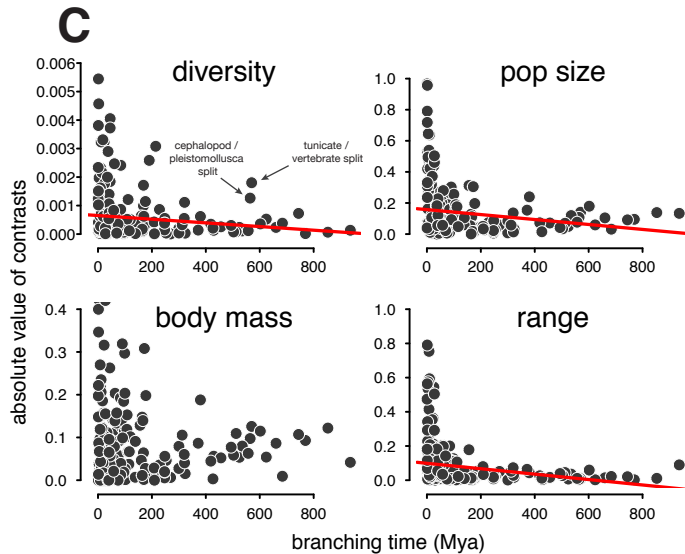 C
diversity
pop size
0.006
0.005
0.004
0.003
0.002
0.001
0.000
cephalopod /
pleistomollusca
split
tunicate /
vertebrate split
0 200 400 600 800
1.0
0.8
0.6
0.4
0.2
0.0
0 200 400 600 800
body mass
range
0.4
0.3
0.2
0.1
0.0
0 200 400 600 800
1.0
0.8
0.6
0.4
0.2
0.0
0 200 400 600 800
absolute value of contrasts
branching time (Mya)